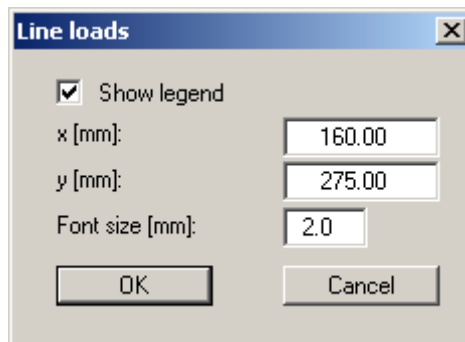 Line loads
Show legend
x [mm]: 160.00
y [mm]: 275.00
Font size [mm]: 2.0
OK Cancel